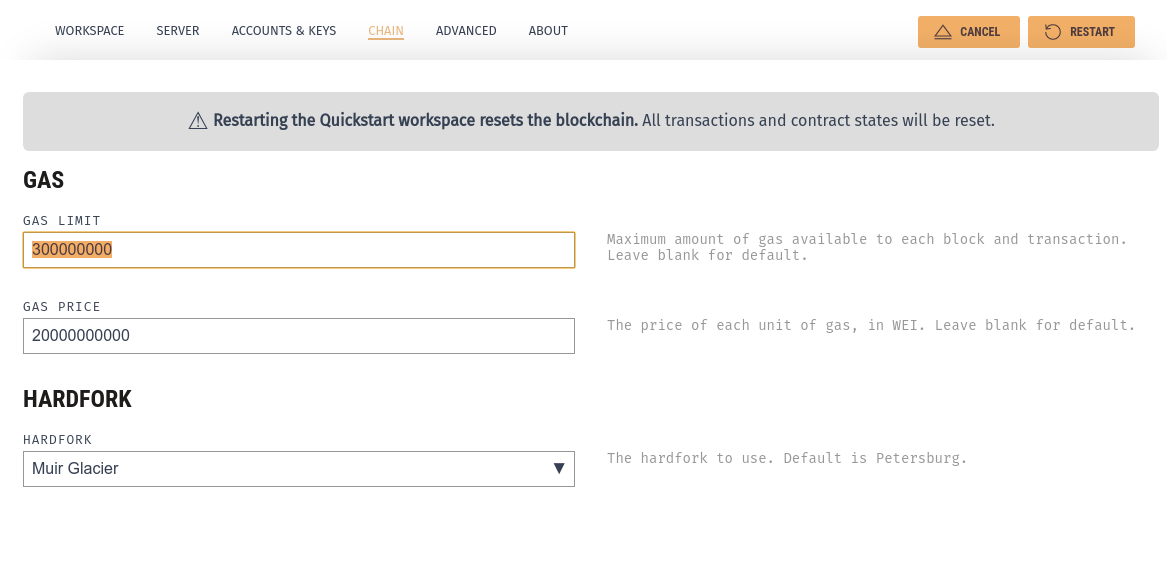 WORKSPACE SERVER ACCOUNTS & KEYS CHAIN ADVANCED ABOUT CANCEL RESTART
⚠ Restarting the Quickstart workspace resets the blockchain. All transactions and contract states will be reset.
GAS
GAS LIMIT
300000000
Maximum amount of gas available to each block and transaction.
Leave blank for default.
GAS PRICE
20000000000
The price of each unit of gas, in WEI. Leave blank for default.
HARDFORK
HARDFORK
Muir Glacier
The hardfork to use. Default is Petersburg.